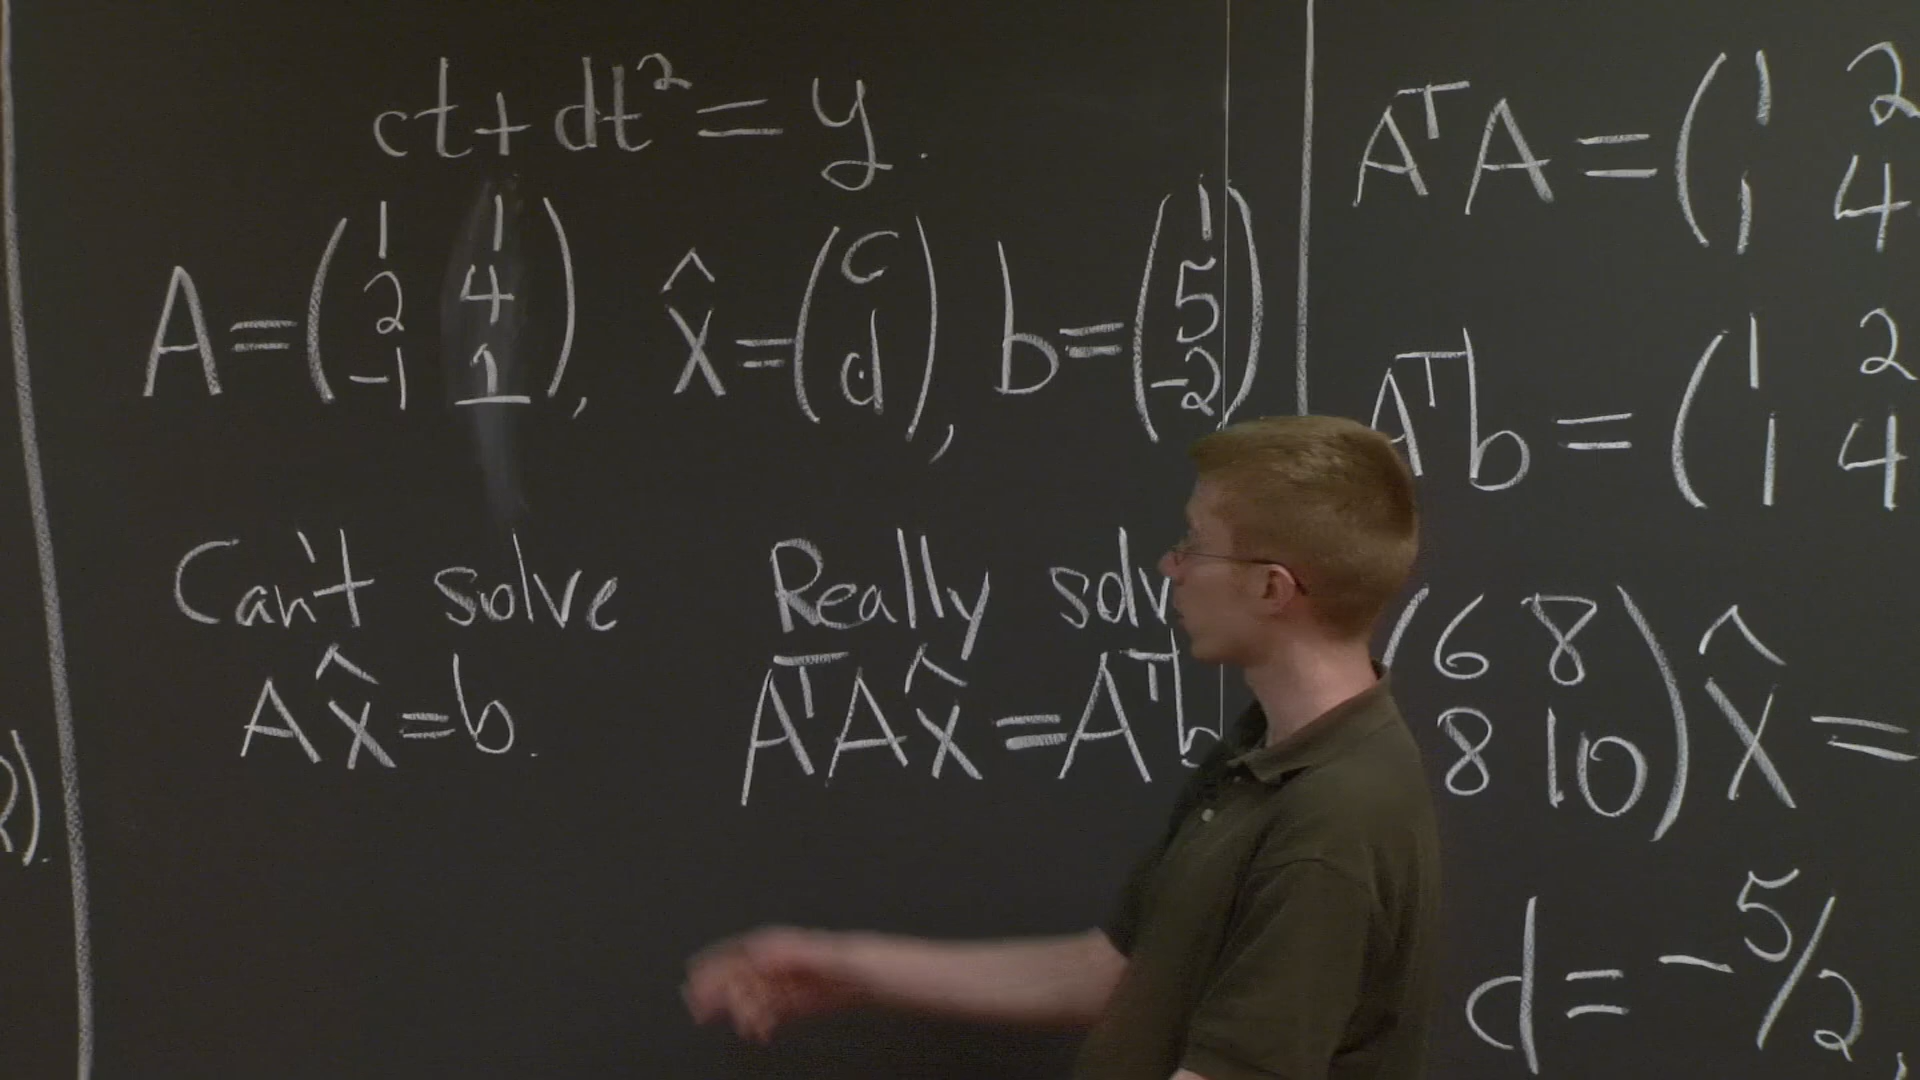 ct+dt²=y.
A=(1 1
2 4
-1 1), x̂=(c
d), b=(1
5
-2)
Can't solve
Ax̂=b.
Really solv
AᵀAx̂=Aᵀb
2).
AᵀA=(1 2
1 4
Aᵀb=(1 2
1 4
(6 8
8 10)x̂=
d=-5/2,